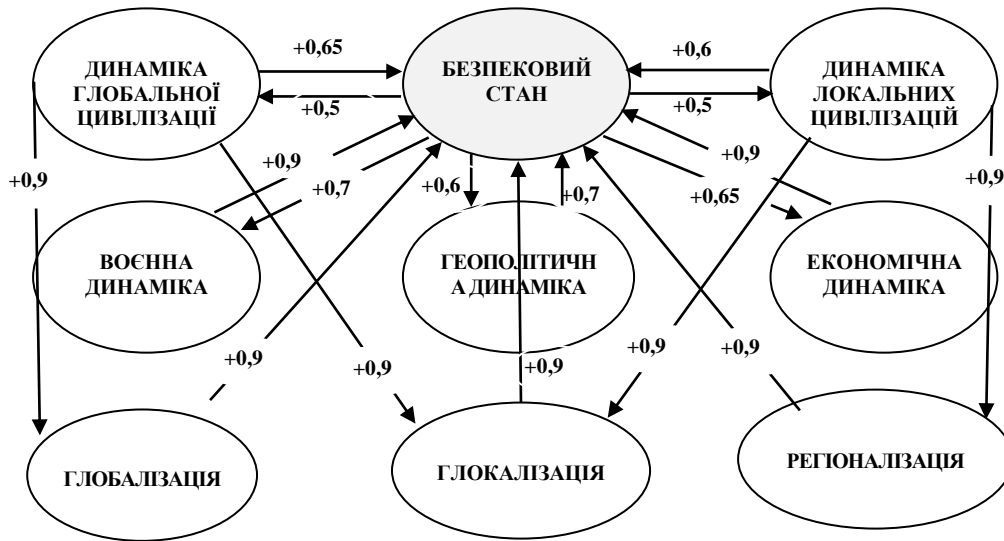 ДИНАМІКА
ГЛОБАЛЬНОЇ
ЦИВІЛІЗАЦІЇ
+0,65
+0,5
БЕЗПЕКОВИЙ
СТАН
+0,6
+0,5
ДИНАМІКА
ЛОКАЛЬНИХ
ЦИВІЛІЗАЦІЙ
+0,9
+0,9
+0,7
+0,6
+0,7
+0,9
+0,65
+0,9
ВОЄННА
ДИНАМІКА
ГЕОПОЛІТИЧН
А ДИНАМІКА
ЕКОНОМІЧНА
ДИНАМІКА
+0,9
+0,9
+0,9
+0,9
+0,9
ГЛОБАЛІЗАЦІЯ
ГЛОКАЛІЗАЦІЯ
РЕГІОНАЛІЗАЦІЯ